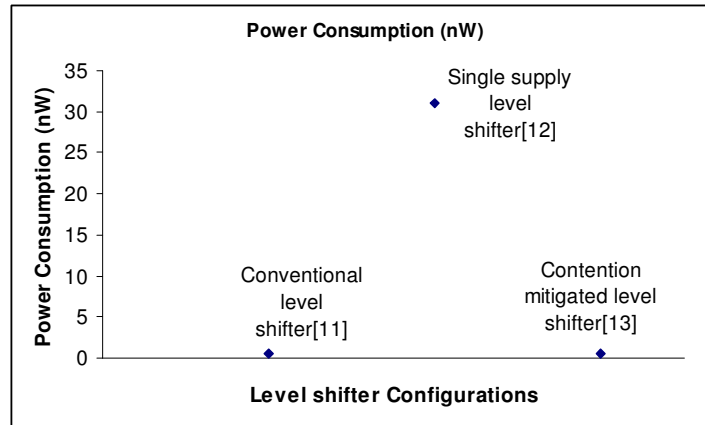 Power Consumption (nW)
Power Consumption (nW)
35
30
25
20
15
10
5
0
Single supply
level
shifter[12]
Conventional
level
shifter[11]
Contention
mitigated level
shifter[13]
Level shifter Configurations